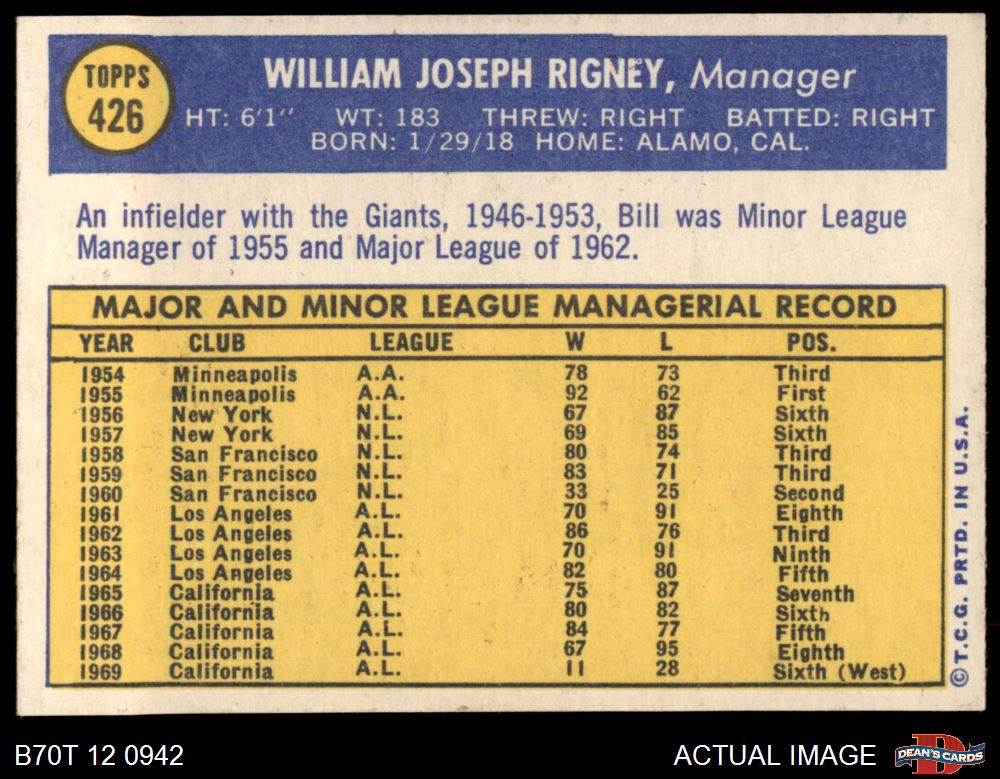 TOPPS
426
WILLIAM JOSEPH RIGNEY, Manager
HT: 6'1" WT: 183 THREW: RIGHT BATTED: RIGHT
BORN: 1/29/18 HOME: ALAMO, CAL.
An infielder with the Giants, 1946-1953, Bill was Minor League
Manager of 1955 and Major League of 1962.
MAJOR AND MINOR LEAGUE MANAGERIAL RECORD
YEAR CLUB LEAGUE W L POS.
1954 Minneapolis A.A. 78 73 Third
1955 Minneapolis A.A. 92 62 First
1956 New York N.L. 67 87 Sixth
1957 New York N.L. 69 85 Sixth
1958 San Francisco N.L. 80 74 Third
1959 San Francisco N.L. 83 71 Third
1960 San Francisco N.L. 33 25 Second
1961 Los Angeles A.L. 70 91 Eighth
1962 Los Angeles A.L. 86 76 Third
1963 Los Angeles A.L. 70 91 Ninth
1964 Los Angeles A.L. 82 80 Fifth
1965 California A.L. 75 87 Seventh
1966 California A.L. 80 82 Sixth
1967 California A.L. 84 77 Fifth
1968 California A.L. 67 95 Eighth
1969 California A.L. 11 28 Sixth (West)
© T.C.G. PRTD. IN U.S.A.
B70T 12 0942
ACTUAL IMAGE
DEAN'S CARDS